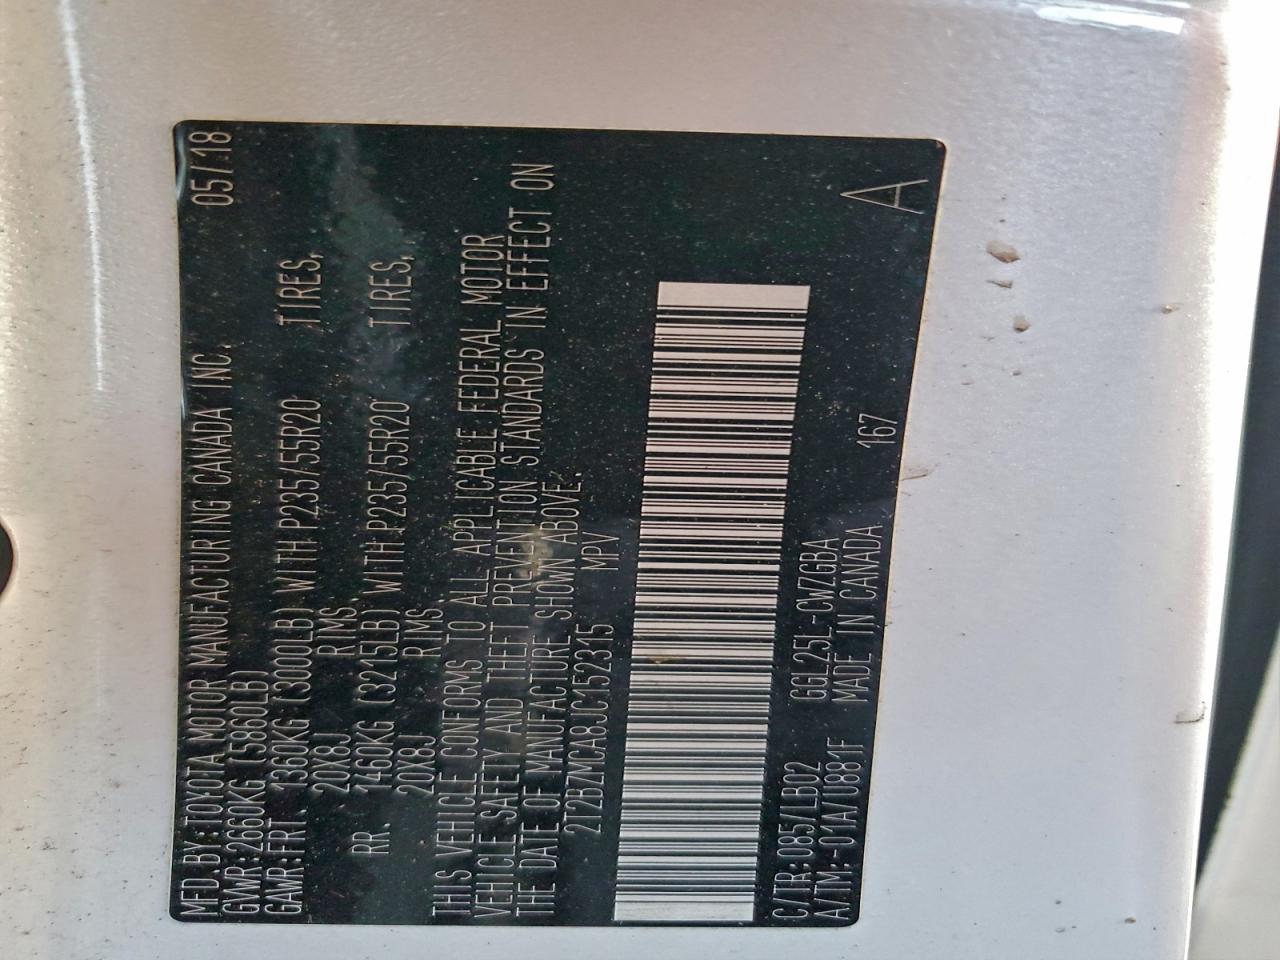 MFD.BY:TOYOTA MOTOR MANUFACTURING CANADA INC. 05/18
GVWR:2660KG (5860LB)
GAWR:FRT. 1360KG (3000LB) WITH P235/55R20 TIRES,
20X8J RIMS,
RR. 1460KG (3215LB) WITH P235/55R20 TIRES,
20X8J RIMS,
THIS VEHICLE CONFORMS TO ALL APPLICABLE FEDERAL MOTOR
VEHICLE SAFETY AND THEFT PREVENTION STANDARDS IN EFFECT ON
THE DATE OF MANUFACTURE SHOWN ABOVE.
2T2BZMCA8JC152315 MPV
C/TR:085/LB02 GGL25L-CWZGBA
A/TM:-01A/U881F MADE IN CANADA 167
A